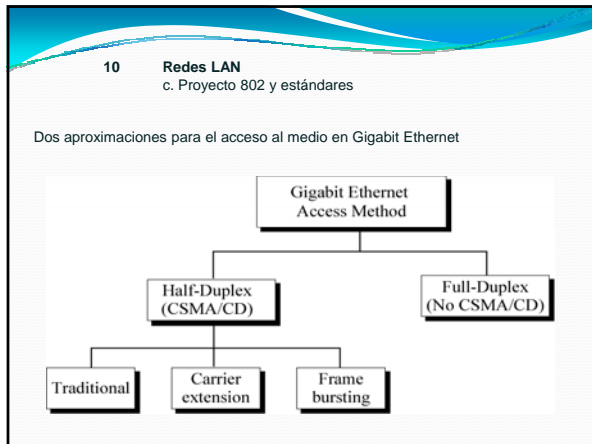 10 Redes LAN
c. Proyecto 802 y estándares
Dos aproximaciones para el acceso al medio en Gigabit Ethernet
Gigabit Ethernet
Access Method
Half-Duplex
(CSMA/CD)
Full-Duplex
(No CSMA/CD)
Traditional
Carrier
extension
Frame
bursting